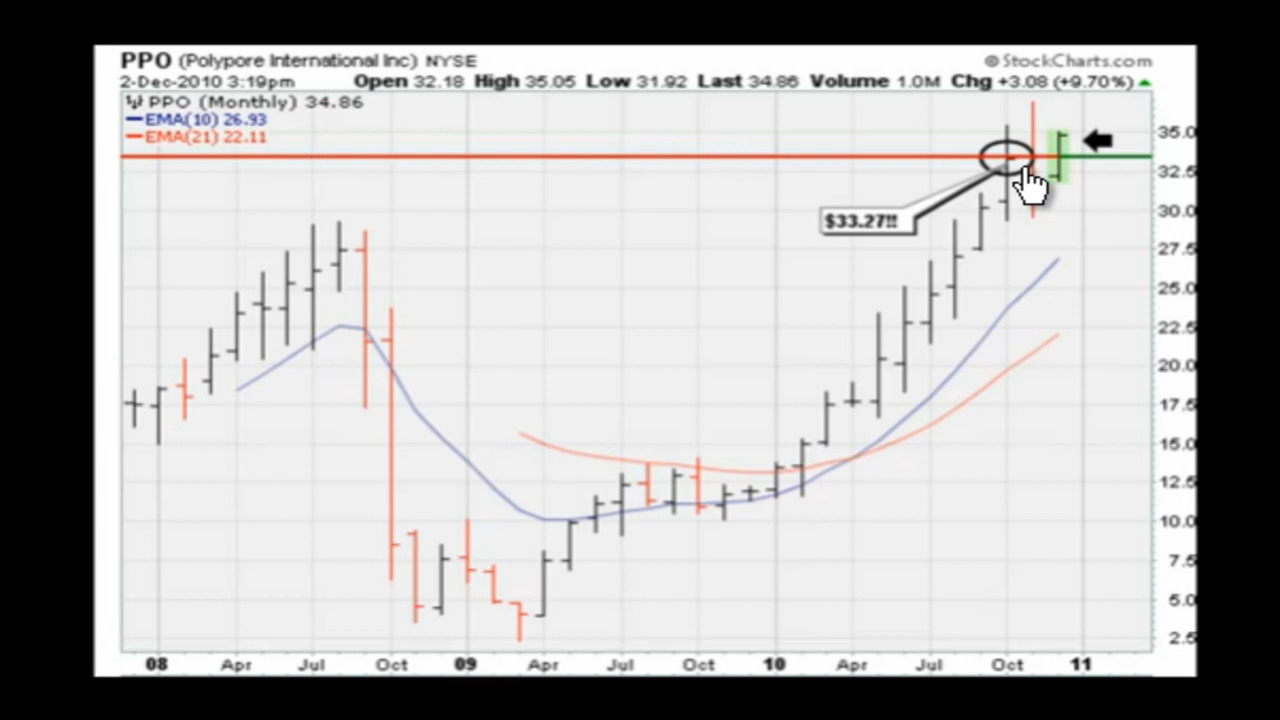 PPO (Polypore International Inc) NYSE
©StockCharts.com
2-Dec-2010 3:19pm
Open 32.18 High 35.05 Low 31.92 Last 34.86 Volume 1.0M Chg +3.08 (+9.70%)
PPO (Monthly) 34.86
EMA(10) 26.93
EMA(21) 22.11
35.0
32.5
30.0
27.5
25.0
22.5
20.0
17.5
15.0
12.5
10.0
7.5
5.0
2.5
$33.27!!
08 Apr Jul Oct 09 Apr Jul Oct 10 Apr Jul Oct 11